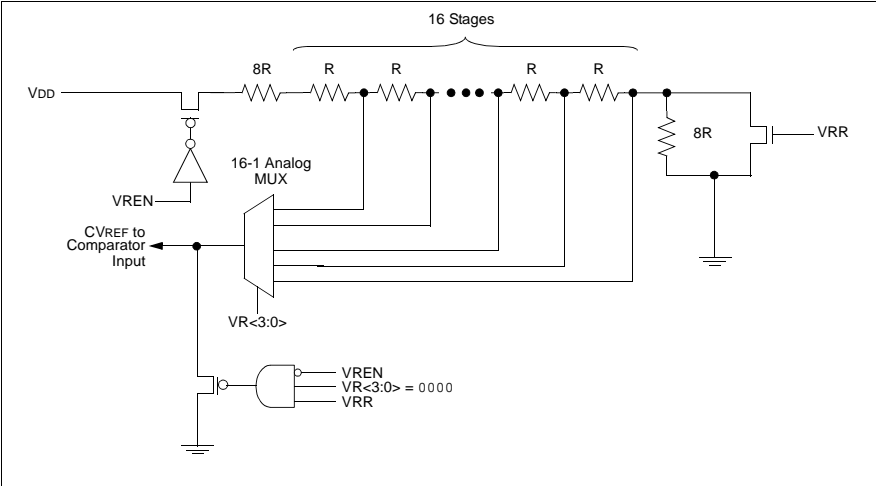 16 Stages
8R R R R R
VDD
8R
VRR
16-1 Analog
MUX
VREN
CVREF to
Comparator
Input
VR<3:0>
VREN
VR<3:0> = 0000
VRR